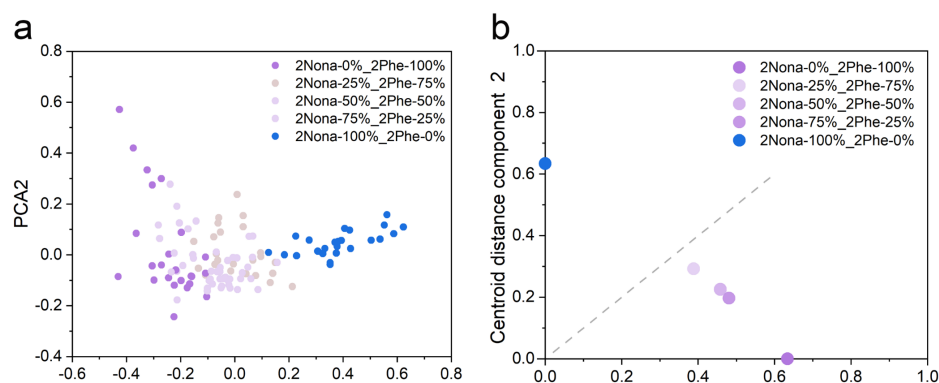 a
0.8
0.6
0.4
0.2
0.0
-0.2
-0.4
PCA2
2Nona-0%_2Phe-100%
2Nona-25%_2Phe-75%
2Nona-50%_2Phe-50%
2Nona-75%_2Phe-25%
2Nona-100%_2Phe-0%
-0.6 -0.4 -0.2 0.0 0.2 0.4 0.6 0.8
b
1.0
0.8
0.6
0.4
0.2
0.0
Centroid distance component 2
2Nona-0%_2Phe-100%
2Nona-25%_2Phe-75%
2Nona-50%_2Phe-50%
2Nona-75%_2Phe-25%
2Nona-100%_2Phe-0%
0.0 0.2 0.4 0.6 0.8 1.0